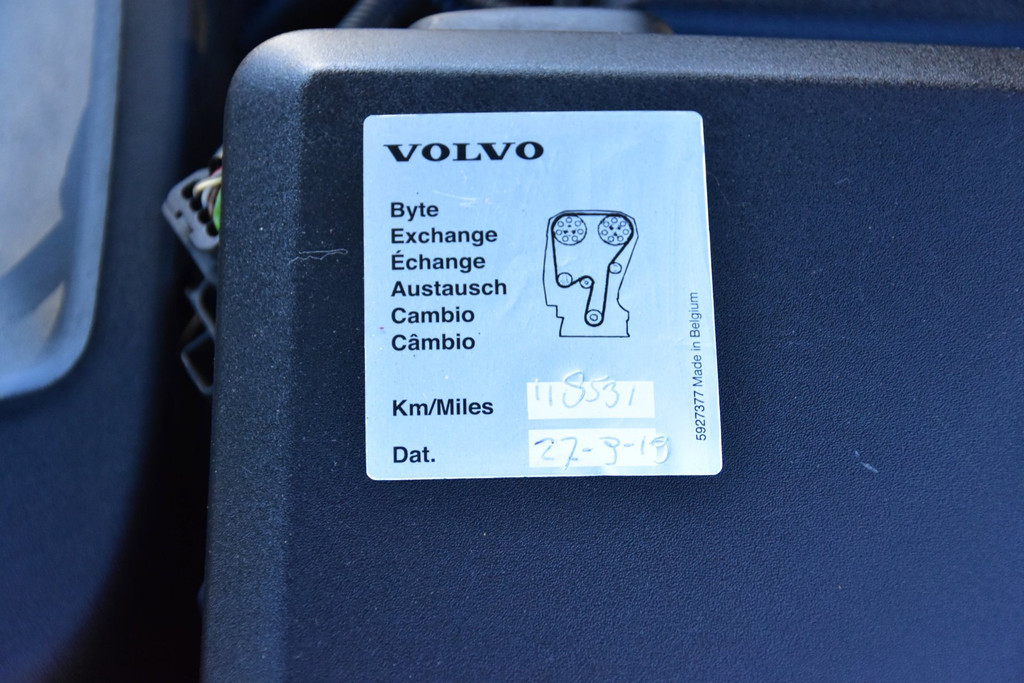 VOLVO
Byte
Exchange
Échange
Austausch
Cambio
Câmbio
Km/Miles 118531
Dat. 27-9-19
5927377 Made in Belgium